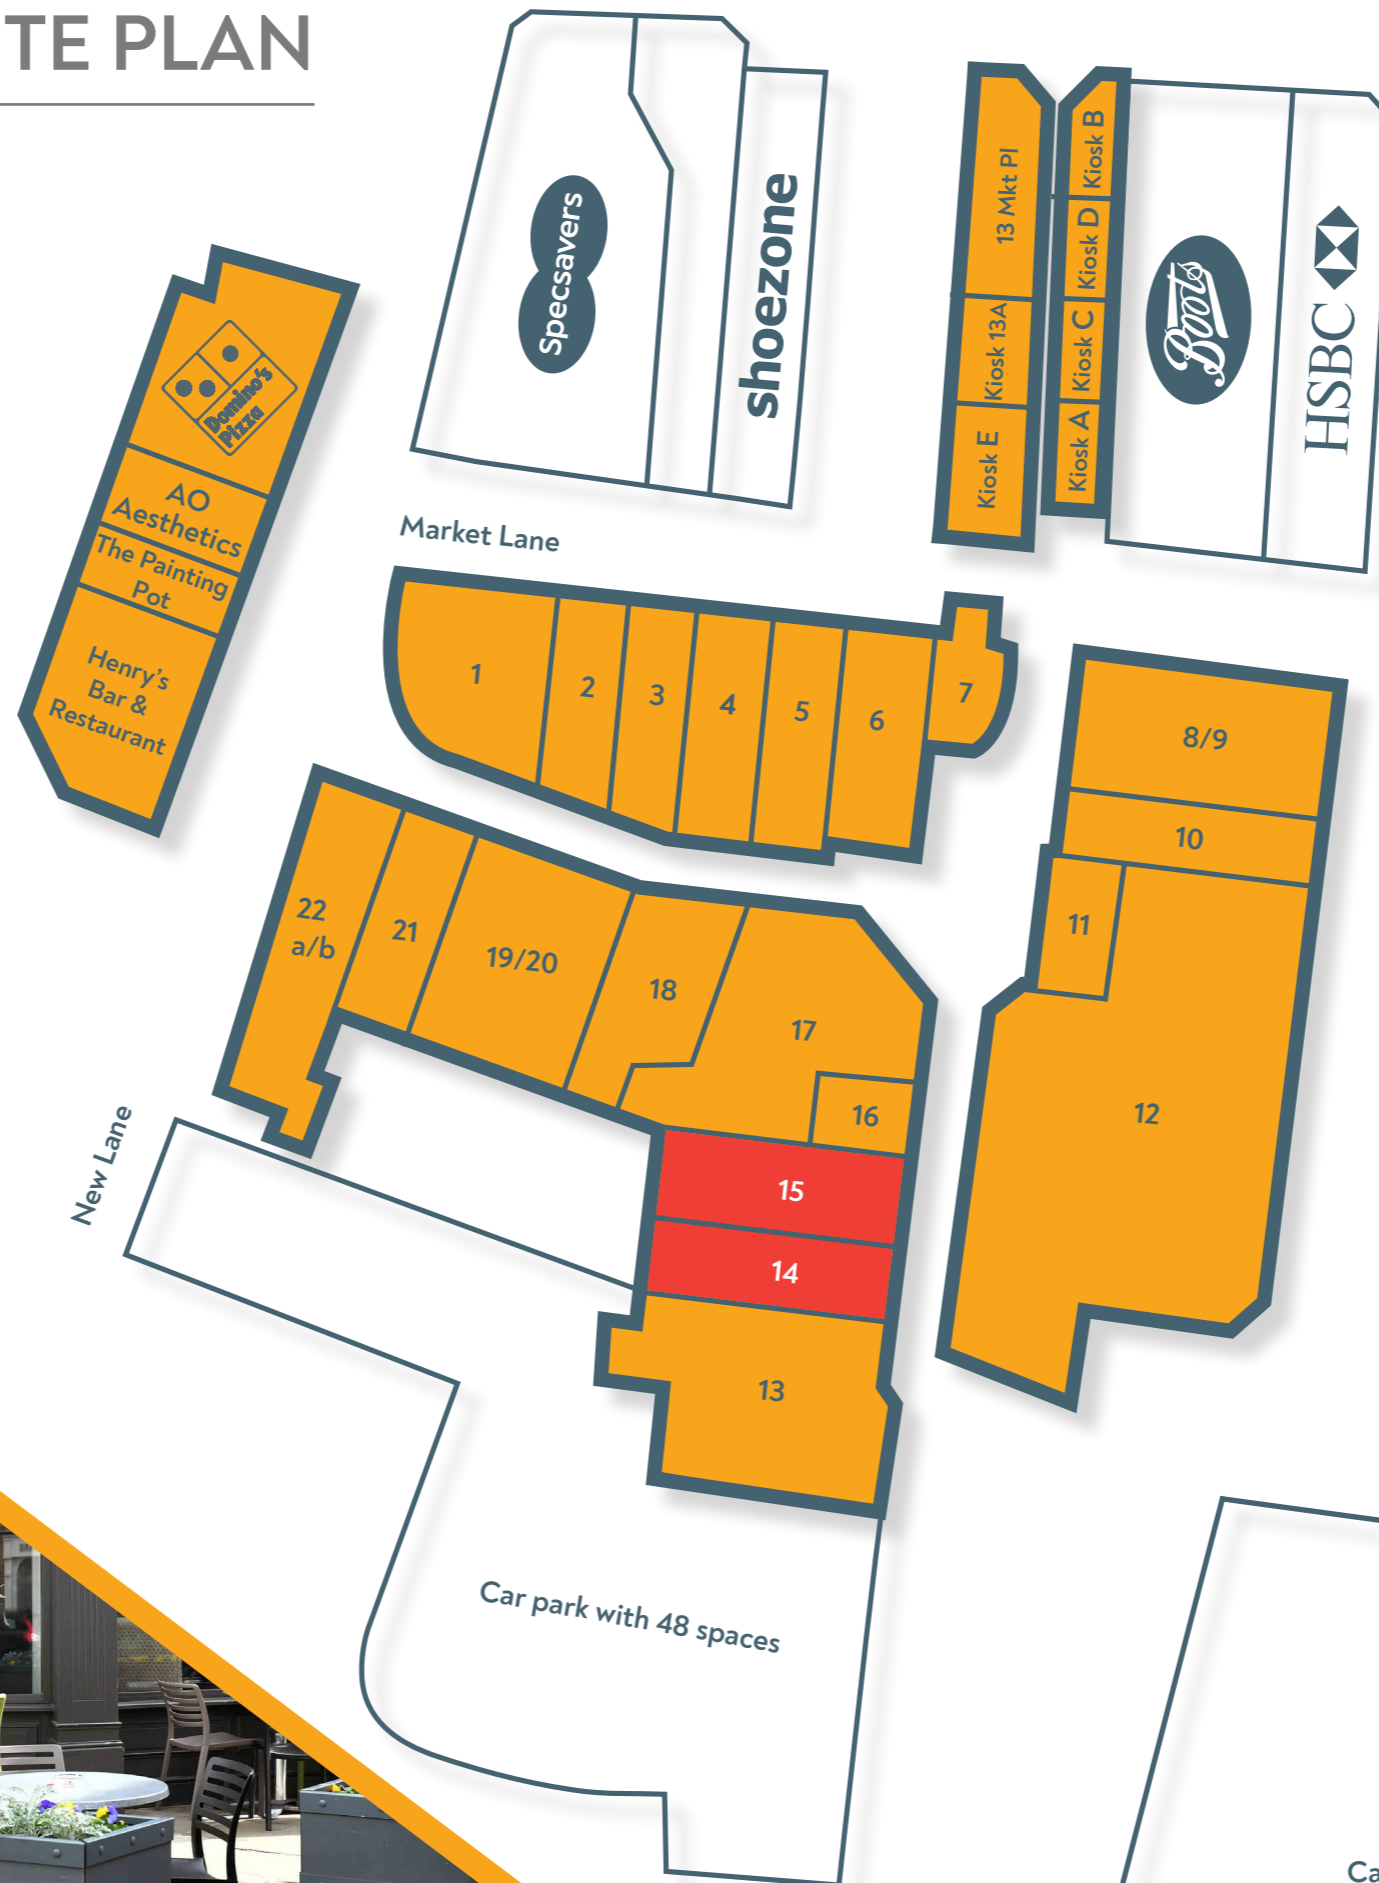 TE PLAN
Specsavers
shoezone
13 Mkt Pl
Kiosk 13A
Kiosk E
Kiosk B
Kiosk D
Kiosk C
Kiosk A
Boots
HSBC
Domino's
Pizza
AO
Aesthetics
The Painting
Pot
Henry's
Bar &
Restaurant
Market Lane
1
2
3
4
5
6
7
8/9
10
11
12
22
a/b
21
19/20
18
17
16
15
14
13
New Lane
Car park with 48 spaces
Ca